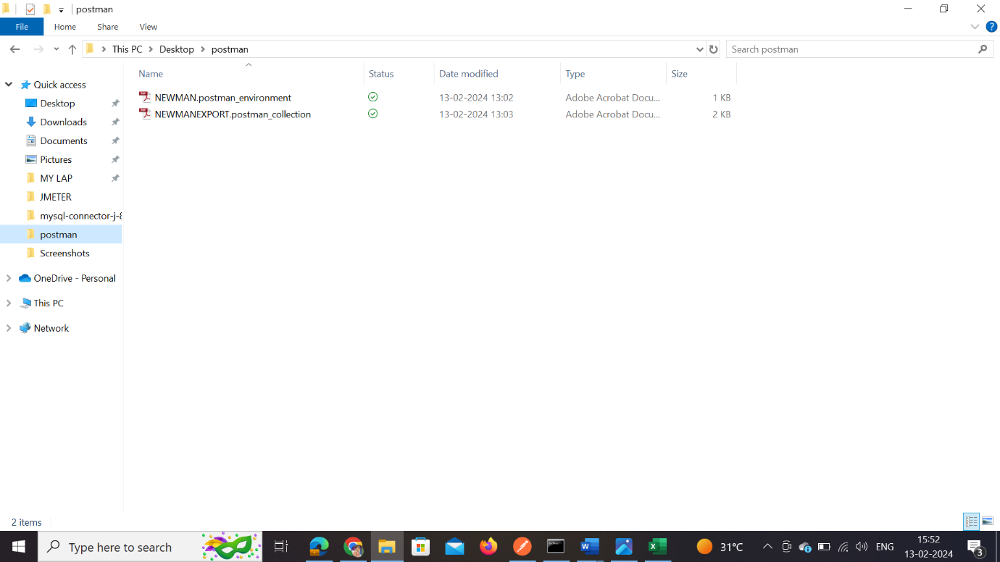 postman
File Home Share View
This PC Desktop postman
Search postman
Name Status Date modified Type Size
Quick access
NEWMAN.postman_environment 13-02-2024 13:02 Adobe Acrobat Docu... 1 KB
Desktop
NEWMANEXPORT.postman_collection 13-02-2024 13:03 Adobe Acrobat Docu... 2 KB
Downloads
Documents
Pictures
MY LAP
JMETER
mysql-connector-j-8
postman
Screenshots
OneDrive - Personal
This PC
Network
2 items
Type here to search
31°C
ENG
15:52
13-02-2024
3